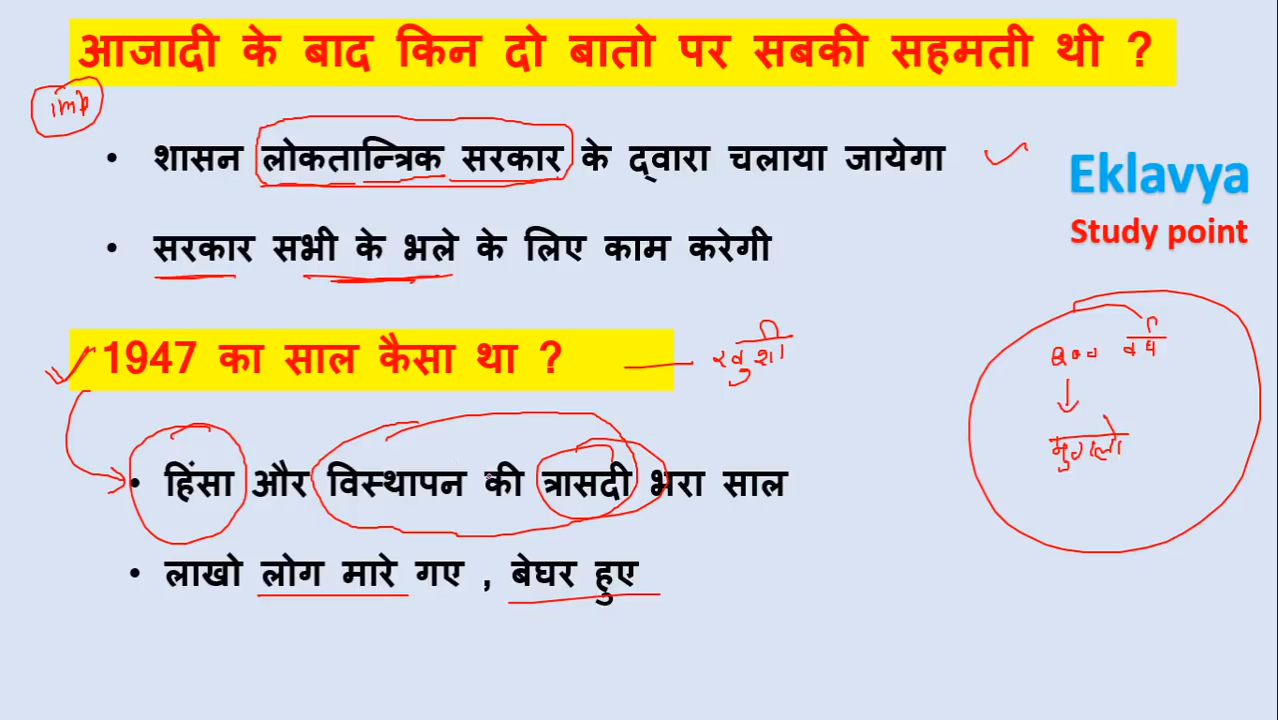 आजादी के बाद किन दो बातो पर सबकी सहमती थी ?
imp
• शासन लोकतान्त्रिक सरकार के द्वारा चलाया जायेगा
Eklavya
Study point
• सरकार सभी के भले के लिए काम करेगी
1947 का साल कैसा था ?
खुशी
• हिंसा और विस्थापन की त्रासदी भरा साल
• लाखो लोग मारे गए , बेघर हुए